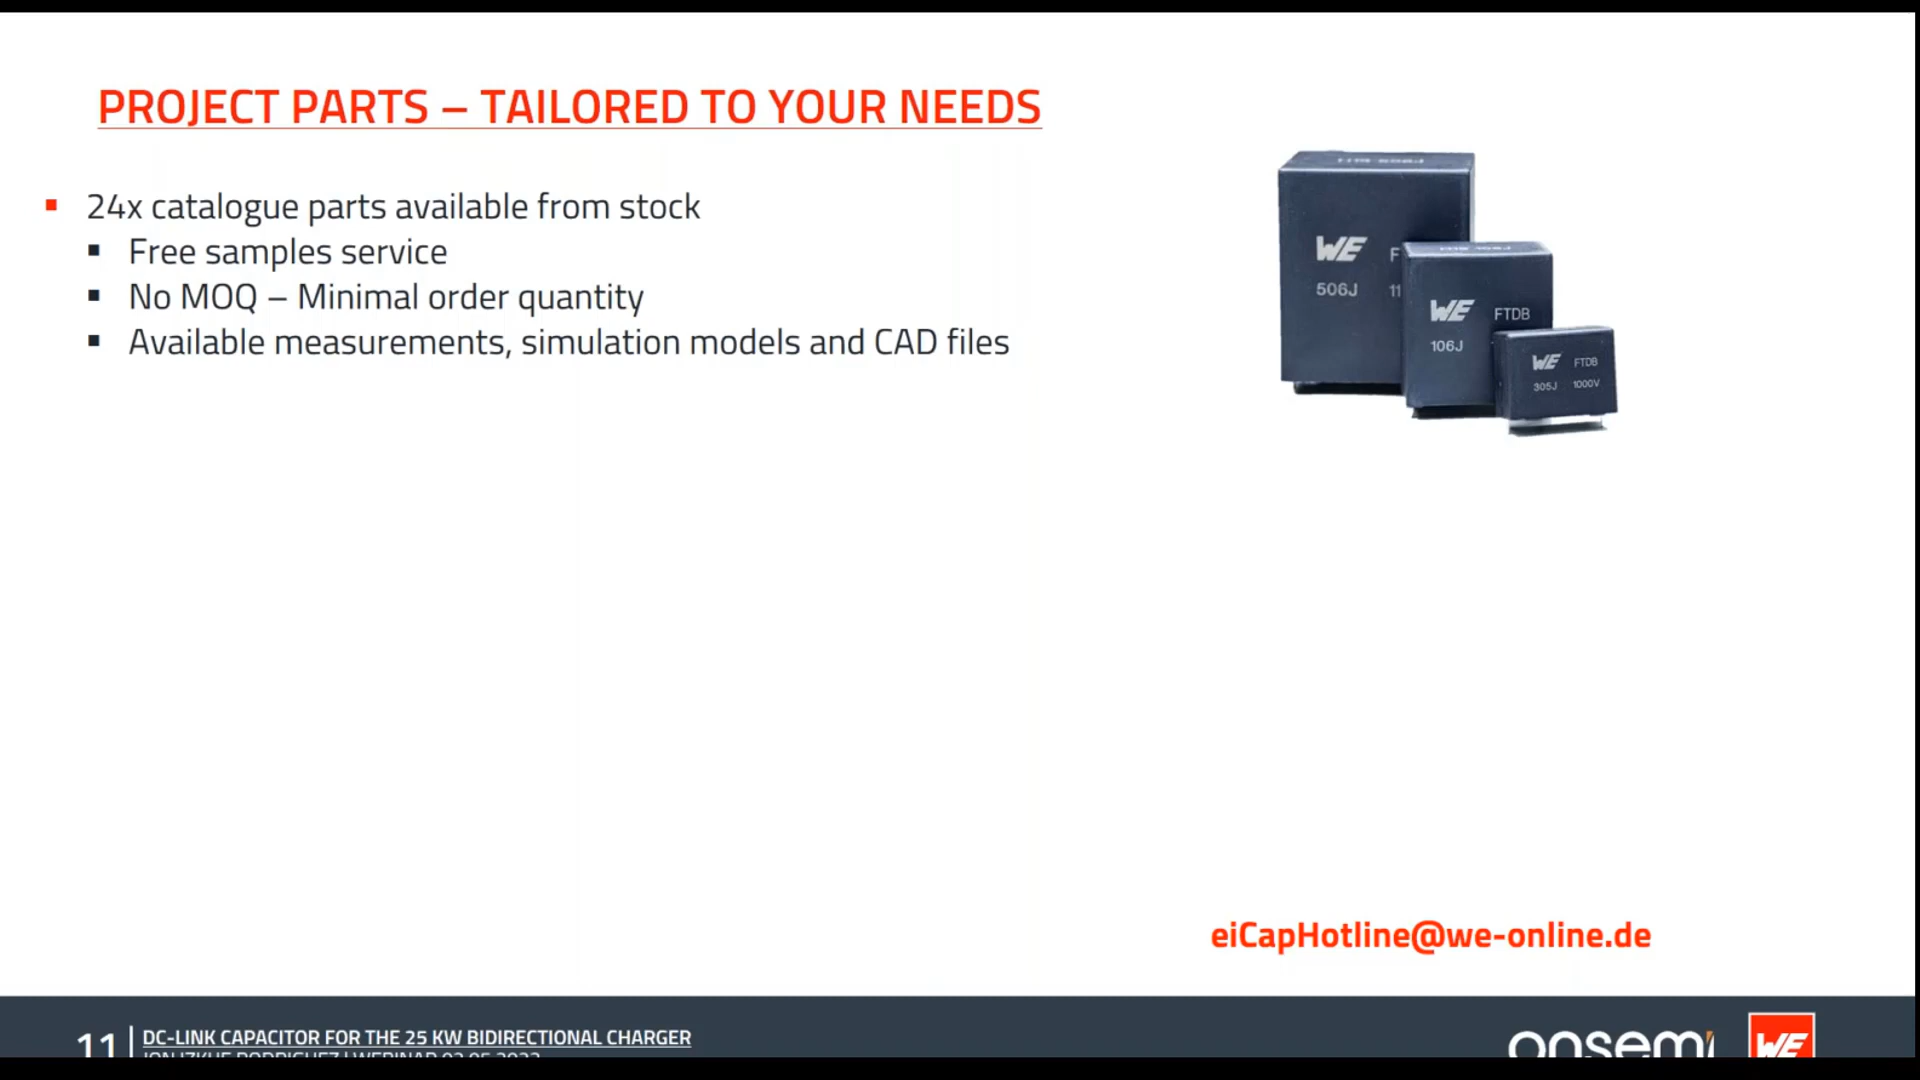 PROJECT PARTS – TAILORED TO YOUR NEEDS
24x catalogue parts available from stock
Free samples service
No MOQ – Minimal order quantity
Available measurements, simulation models and CAD files
WE F
506J 11
WE FTDB
106J
WE FTDB
305J 1000V
eiCapHotline@we-online.de
11
DC-LINK CAPACITOR FOR THE 25 KW BIDIRECTIONAL CHARGER
onsemi
WE